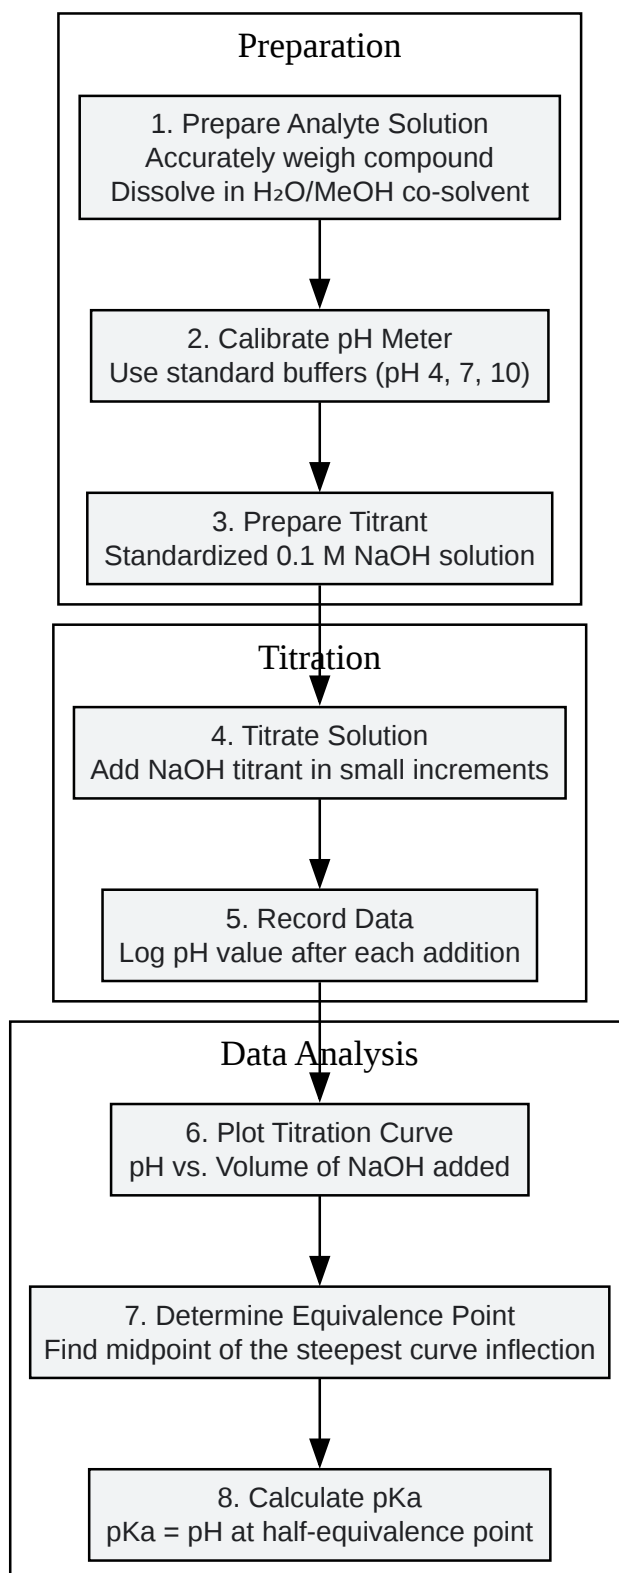 Preparation
1. Prepare Analyte Solution
Accurately weigh compound
Dissolve in H₂O/MeOH co-solvent
2. Calibrate pH Meter
Use standard buffers (pH 4, 7, 10)
3. Prepare Titrant
Standardized 0.1 M NaOH solution
Titration
4. Titrate Solution
Add NaOH titrant in small increments
5. Record Data
Log pH value after each addition
Data Analysis
6. Plot Titration Curve
pH vs. Volume of NaOH added
7. Determine Equivalence Point
Find midpoint of the steepest curve inflection
8. Calculate pKa
pKa = pH at half-equivalence point